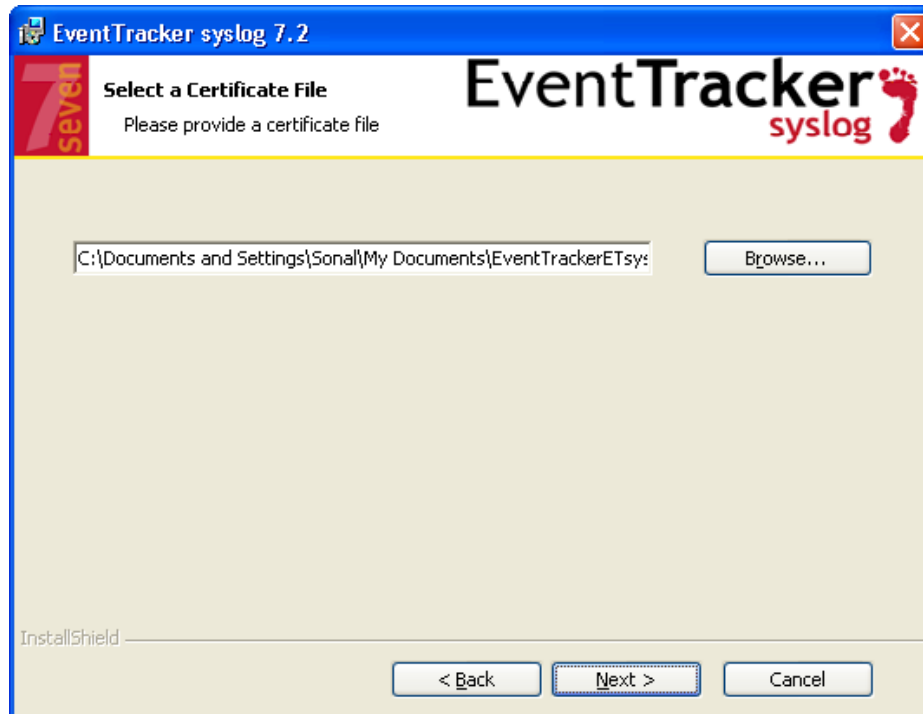 EventTracker syslog 7.2
7
seven
Select a Certificate File
Please provide a certificate file
EventTracker
syslog
C:\Documents and Settings\Sonal\My Documents\EventTrackerETsys
Browse...
InstallShield
< Back
Next >
Cancel